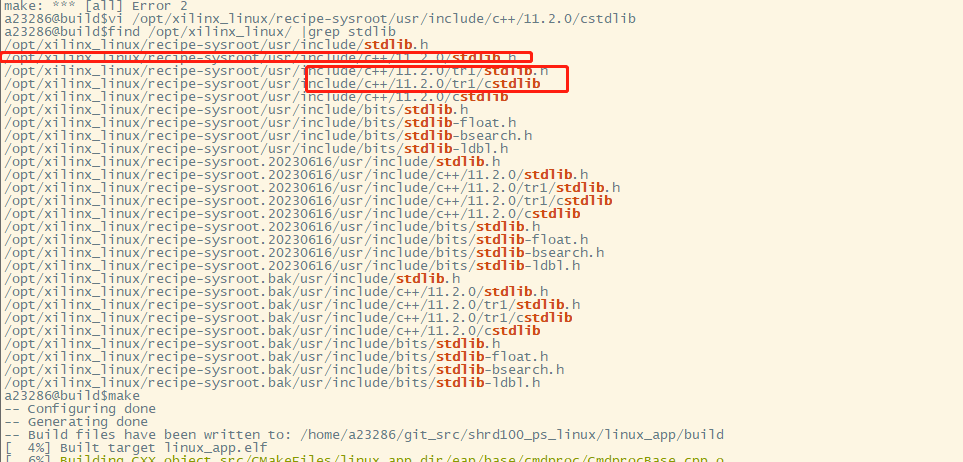 make: *** [all] Error 2
a23286@build$vi /opt/xilinx_linux/recipe-sysroot/usr/include/c++/11.2.0/cstdlib
a23286@build$find /opt/xilinx_linux/ |grep stdlib
/opt/xilinx_linux/recipe-sysroot/usr/include/stdlib.h
/opt/xilinx_linux/recipe-sysroot/usr/include/c++/11.2.0/stdlib.h
/opt/xilinx_linux/recipe-sysroot/usr/include/c++/11.2.0/tr1/stdlib.h
/opt/xilinx_linux/recipe-sysroot/usr/include/c++/11.2.0/tr1/cstdlib
/opt/xilinx_linux/recipe-sysroot/usr/include/c++/11.2.0/cstdlib
/opt/xilinx_linux/recipe-sysroot/usr/include/bits/stdlib.h
/opt/xilinx_linux/recipe-sysroot/usr/include/bits/stdlib-float.h
/opt/xilinx_linux/recipe-sysroot/usr/include/bits/stdlib-bsearch.h
/opt/xilinx_linux/recipe-sysroot/usr/include/bits/stdlib-ldbl.h
/opt/xilinx_linux/recipe-sysroot.20230616/usr/include/stdlib.h
/opt/xilinx_linux/recipe-sysroot.20230616/usr/include/c++/11.2.0/stdlib.h
/opt/xilinx_linux/recipe-sysroot.20230616/usr/include/c++/11.2.0/tr1/stdlib.h
/opt/xilinx_linux/recipe-sysroot.20230616/usr/include/c++/11.2.0/tr1/cstdlib
/opt/xilinx_linux/recipe-sysroot.20230616/usr/include/c++/11.2.0/cstdlib
/opt/xilinx_linux/recipe-sysroot.20230616/usr/include/bits/stdlib.h
/opt/xilinx_linux/recipe-sysroot.20230616/usr/include/bits/stdlib-float.h
/opt/xilinx_linux/recipe-sysroot.20230616/usr/include/bits/stdlib-bsearch.h
/opt/xilinx_linux/recipe-sysroot.20230616/usr/include/bits/stdlib-ldbl.h
/opt/xilinx_linux/recipe-sysroot.bak/usr/include/stdlib.h
/opt/xilinx_linux/recipe-sysroot.bak/usr/include/c++/11.2.0/stdlib.h
/opt/xilinx_linux/recipe-sysroot.bak/usr/include/c++/11.2.0/tr1/stdlib.h
/opt/xilinx_linux/recipe-sysroot.bak/usr/include/c++/11.2.0/tr1/cstdlib
/opt/xilinx_linux/recipe-sysroot.bak/usr/include/c++/11.2.0/cstdlib
/opt/xilinx_linux/recipe-sysroot.bak/usr/include/bits/stdlib.h
/opt/xilinx_linux/recipe-sysroot.bak/usr/include/bits/stdlib-float.h
/opt/xilinx_linux/recipe-sysroot.bak/usr/include/bits/stdlib-bsearch.h
/opt/xilinx_linux/recipe-sysroot.bak/usr/include/bits/stdlib-ldbl.h
a23286@build$make
-- Configuring done
-- Generating done
-- Build files have been written to: /home/a23286/git_src/shrd100_ps_linux/linux_app/build
[  4%] Built target linux_app.elf
[  6%] Building CXX object src/CMakeFiles/linux_app.dir/eap/base/cmdproc/CmdprocBase.cpp.o